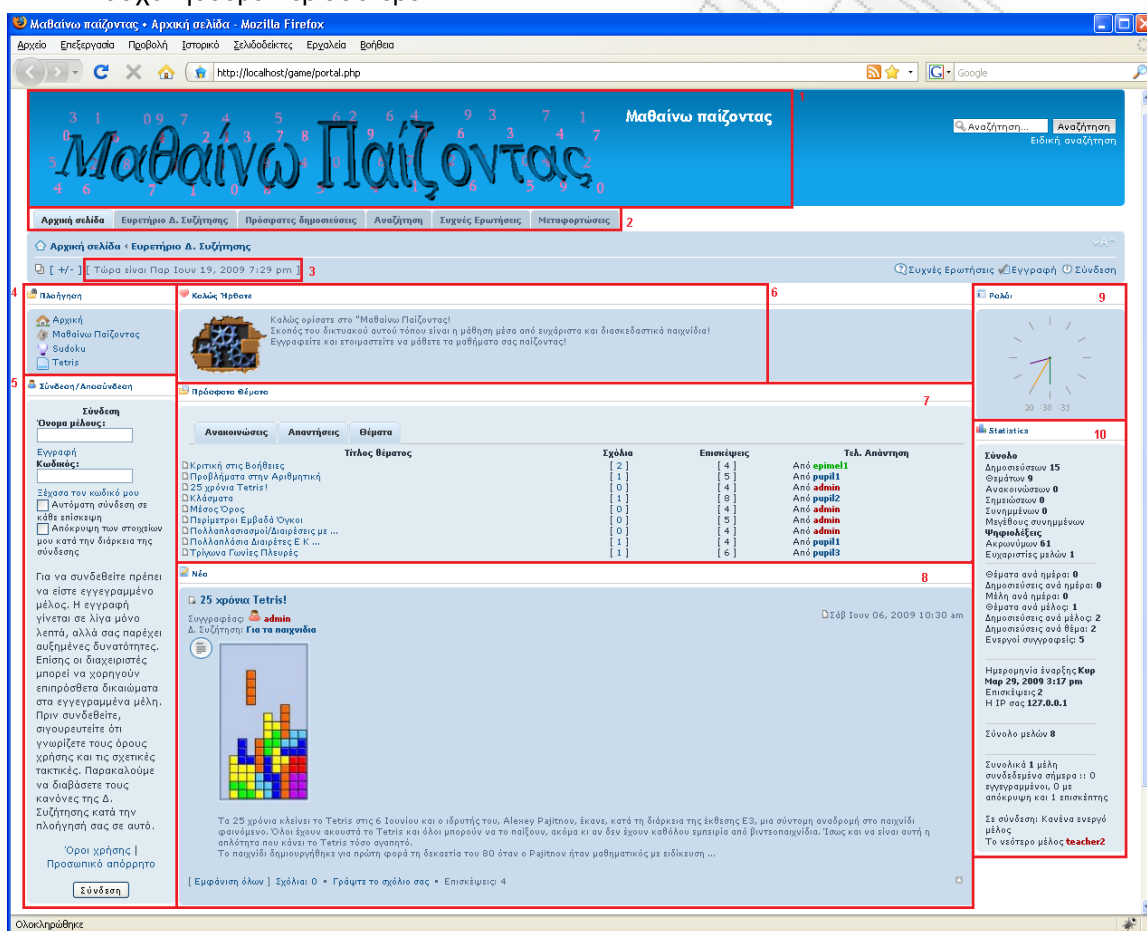 Μαθαίνω παίζοντας • Αρχική σελίδα - Mozilla Firefox
Αρχείο Επεξεργασία Προβολή Ιστορικό Σελιδοδείκτες Εργαλεία Βοήθεια
http://localhost/game/portal.php
Google
1
Μαθαίνω Παίζοντας
Μαθαίνω παίζοντας
Αναζήτηση...
Αναζήτηση
Ειδική αναζήτηση
Αρχική σελίδα Ευρετήριο Δ. Συζήτησης Πρόσφατες δημοσιεύσεις Αναζήτηση Συχνές Ερωτήσεις Μεταφορτώσεις
2
Αρχική σελίδα ‹ Ευρετήριο Δ. Συζήτησης
[ +/- ] [ Τώρα είναι Παρ Ιουν 19, 2009 7:29 pm ] 3
Συχνές Ερωτήσεις Εγγραφή Σύνδεση
4
Πλοήγηση
Αρχική
Μαθαίνω Παίζοντας
Sudoku
Tetris
5
Σύνδεση/Αποσύνδεση
Σύνδεση
Όνομα μέλους:
Εγγραφή
Κωδικός:
Ξέχασα τον κωδικό μου
Αυτόματη σύνδεση σε
κάθε επίσκεψη
Απόκρυψη των στοιχείων
μου κατά την διάρκεια της
σύνδεσης
Για να συνδεθείτε πρέπει
να είστε εγγεγραμμένο
μέλος. Η εγγραφή
γίνεται σε λίγα μόνο
λεπτά, αλλά σας παρέχει
αυξημένες δυνατότητες.
Επίσης οι διαχειριστές
μπορεί να χορηγούν
επιπρόσθετα δικαιώματα
στα εγγεγραμμένα μέλη.
Πριν συνδεθείτε,
σιγουρευτείτε ότι
γνωρίζετε τους όρους
χρήσης και τις σχετικές
τακτικές. Παρακαλούμε
να διαβάσετε τους
κανόνες της Δ.
Συζήτησης κατά την
πλοήγησή σας σε αυτό.
Όροι χρήσης |
Προσωπικό απόρρητο
Σύνδεση
Καλώς Ήρθατε
6
Καλώς ορίσατε στο "Μαθαίνω Παίζοντας!
Σκοπός του δικτυακού αυτού τόπου είναι η μάθηση μέσα από ευχάριστα και διασκεδαστικά παιχνίδια!
Εγγραφείτε και ετοιμαστείτε να μάθετε τα μαθήματα σας παίζοντας!
Πρόσφατα Θέματα
7
Ανακοινώσεις Απαντήσεις Θέματα
Τίτλος θέματος Σχόλια Επισκέψεις Τελ. Απάντηση
Κριτική στις Βοήθειες [ 2 ] [ 4 ] Από epimel1
Προβλήματα στην Αριθμητική [ 1 ] [ 5 ] Από pupil1
25 χρόνια Tetris! [ 0 ] [ 4 ] Από admin
Κλάσματα [ 1 ] [ 8 ] Από pupil2
Μέσος Όρος [ 0 ] [ 4 ] Από admin
Περίμετροι Εμβαδά Όγκοι [ 0 ] [ 5 ] Από admin
Πολλαπλασιασμοί/Διαιρέσεις με ... [ 0 ] [ 4 ] Από admin
Πολλαπλάσια Διαιρέτες Ε Κ ... [ 1 ] [ 4 ] Από pupil1
Τρίγωνα Γωνίες Πλευρές [ 1 ] [ 6 ] Από pupil3
Νέα
8
25 χρόνια Tetris!
Συγγραφέας: admin
Σάβ Ιουν 06, 2009 10:30 am
Δ. Συζήτηση: Για τα παιχνίδια
Τα 25 χρόνια κλείνει το Tetris στις 6 Ιουνίου και ο ιδρυτής του, Alexey Pajitnov, έκανε, κατά τη διάρκεια της έκθεσης Ε3, μια σύντομη αναδρομή στο παιχνίδι
φαινόμενο. Όλοι έχουν ακουστά το Tetris και όλοι μπορούν να το παίξουν, ακόμα κι αν δεν έχουν καθόλου εμπειρία από βιντεοπαιχνίδια. Ίσως και να είναι αυτή η
απλότητα που κάνει το Tetris τόσο αγαπητό.
Το παιχνίδι δημιουργήθηκε για πρώτη φορά τη δεκαετία του 80 όταν ο Pajitnov ήταν μαθηματικός με ειδίκευση ...
[ Εμφάνιση όλων ] Σχόλια: 0 • Γράψτε το σχόλιο σας • Επισκέψεις: 4
Ρολόι
9
20 -30 -35
Statistics
10
Σύνολο
Δημοσιεύσεων 15
Θεμάτων 9
Ανακοινώσεων 0
Σημειώσεων 0
Συνημμένων 0
Μεγέθους συνημμένων
Ψηφιολέξεις
Ακρωνύμων 61
Ευχαριστίες μελών 1
Θέματα ανά ημέρα: 0
Δημοσιεύσεις ανά ημέρα: 0
Μέλη ανά ημέρα: 0
Θέματα ανά μέλος: 1
Δημοσιεύσεις ανά μέλος: 2
Δημοσιεύσεις ανά θέμα: 2
Ενεργοί συγγραφείς: 5
Ημερομηνία έναρξης Κυρ
Μαρ 29, 2009 3:17 pm
Επισκέψεις 2
Η IP σας 127.0.0.1
Σύνολο μελών 8
Συνολικά 1 μέλη
συνδεδεμένα σήμερα :: 0
εγγεγραμμένοι, 0 με
απόκρυψη και 1 επισκέπτης
Σε σύνδεση: Κανένα ενεργό
μέλος
Το νεότερο μέλος teacher2
Ολοκληρώθηκε